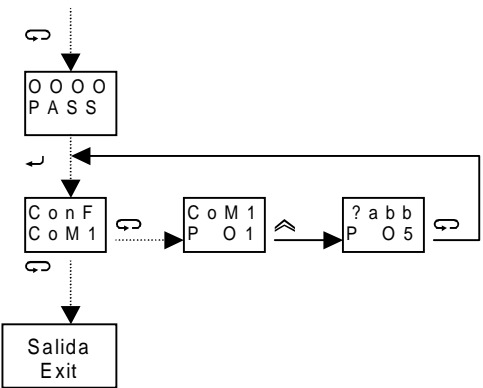 O O O O
P A S S
C o n F
C o M 1
C o M 1
P O 1
? a b b
P O 5
Salida
Exit